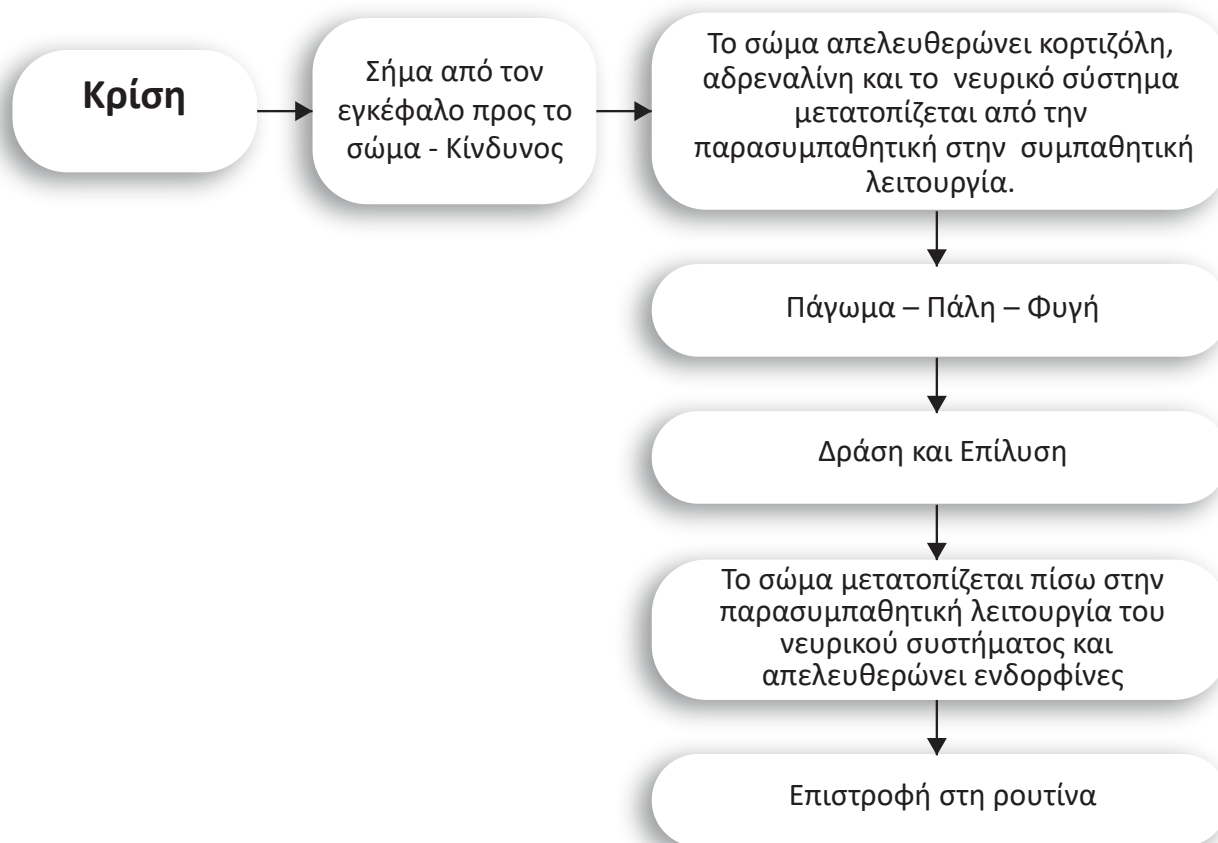 Κρίση
Σήμα από τον
εγκέφαλο προς το
σώμα - Κίνδυνος
Το σώμα απελευθερώνει κορτιζόλη,
αδρεναλίνη και το νευρικό σύστημα
μετατοπίζεται από την
παρασυμπαθητική στην συμπαθητική
λειτουργία.
Πάγωμα – Πάλη – Φυγή
Δράση και Επίλυση
Το σώμα μετατοπίζεται πίσω στην
παρασυμπαθητική λειτουργία του
νευρικού συστήματος και
απελευθερώνει ενδορφίνες
Επιστροφή στη ρουτίνα